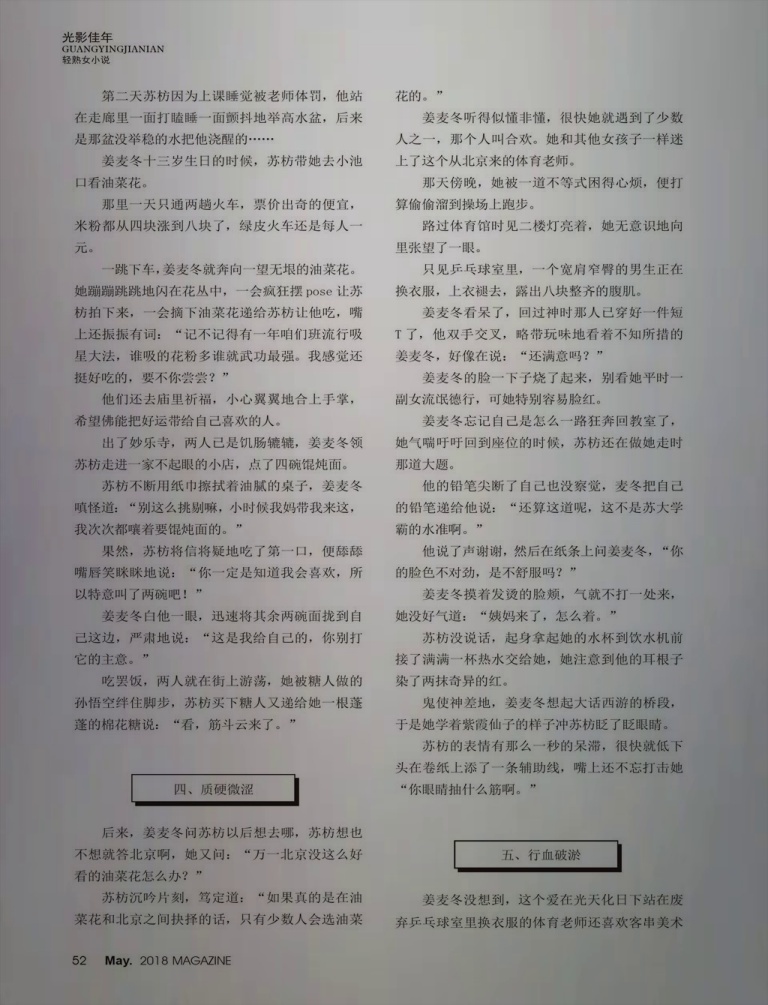 光影佳年
GUANGYINGJIANIAN
轻熟女小说
第二天苏枋因为上课睡觉被老师体罚，他站
在走廊里一面打瞌睡一面颤抖地举高水盆，后来
是那盆没举稳的水把他浇醒的……
姜麦冬十三岁生日的时候，苏枋带她去小池
口看油菜花。
那里一天只通两趟火车，票价出奇的便宜，
米粉都从四块涨到八块了，绿皮火车还是每人一
元。
一跳下车，姜麦冬就奔向一望无垠的油菜花。
她蹦蹦跳跳地闪在花丛中，一会疯狂摆 pose 让苏
枋拍下来，一会摘下油菜花递给苏枋让他吃，嘴
上还振振有词：“记不记得有一年咱们班流行吸
星大法，谁吸的花粉多谁就武功最强。我感觉还
挺好吃的，要不你尝尝？”
他们还去庙里祈福，小心翼翼地合上手掌，
希望佛能把好运带给自己喜欢的人。
出了妙乐寺，两人已是饥肠辘辘，姜麦冬领
苏枋走进一家不起眼的小店，点了四碗馄炖面。
苏枋不断用纸巾擦拭着油腻的桌子，姜麦冬
嗔怪道：“别这么挑剔嘛，小时候我妈带我来这，
我次次都嚷着要馄炖面的。”
果然，苏枋将信将疑地吃了第一口，便舔舔
嘴唇笑眯眯地说：“你一定是知道我会喜欢，所
以特意叫了两碗吧！”
姜麦冬白他一眼，迅速将其余两碗面拢到自
己这边，严肃地说：“这是我给自己的，你别打
它的主意。”
吃罢饭，两人就在街上游荡，她被糖人做的
孙悟空绊住脚步，苏枋买下糖人又递给她一根蓬
蓬的棉花糖说：“看，筋斗云来了。”
四、质硬微涩
后来，姜麦冬问苏枋以后想去哪，苏枋想也
不想就答北京啊，她又问：“万一北京没这么好
看的油菜花怎么办？”
苏枋沉吟片刻，笃定道：“如果真的是在油
菜花和北京之间抉择的话，只有少数人会选油菜
花的。”
姜麦冬听得似懂非懂，很快她就遇到了少数
人之一，那个人叫合欢。她和其他女孩子一样迷
上了这个从北京来的体育老师。
那天傍晚，她被一道不等式困得心烦，便打
算偷偷溜到操场上跑步。
路过体育馆时见二楼灯亮着，她无意识地向
里张望了一眼。
只见乒乓球室里，一个宽肩窄臀的男生正在
换衣服，上衣褪去，露出八块整齐的腹肌。
姜麦冬看呆了，回过神时那人已穿好一件短
T 了，他双手交叉，略带玩味地看着不知所措的
姜麦冬，好像在说：“还满意吗？”
姜麦冬的脸一下子烧了起来，别看她平时一
副女流氓德行，可她特别容易脸红。
姜麦冬忘记自己是怎么一路狂奔回教室了，
她气喘吁吁回到座位的时候，苏枋还在做她走时
那道大题。
他的铅笔尖断了自己也没察觉，麦冬把自己
的铅笔递给他说：“还算这道呢，这不是苏大学
霸的水准啊。”
他说了声谢谢，然后在纸条上问姜麦冬，“你
的脸色不对劲，是不舒服吗？”
姜麦冬摸着发烫的脸颊，气就不打一处来，
她没好气道：“姨妈来了，怎么着。”
苏枋没说话，起身拿起她的水杯到饮水机前
接了满满一杯热水交给她，她注意到他的耳根子
染了两抹奇异的红。
鬼使神差地，姜麦冬想起大话西游的桥段，
于是她学着紫霞仙子的样子冲苏枋眨了眨眼睛。
苏枋的表情有那么一秒的呆滞，很快就低下
头在卷纸上添了一条辅助线，嘴上还不忘打击她
“你眼睛抽什么筋啊。”
五、行血破淤
姜麦冬没想到，这个爱在光天化日下站在废
弃乒乓球室里换衣服的体育老师还喜欢客串美术
52 May. 2018 MAGAZINE